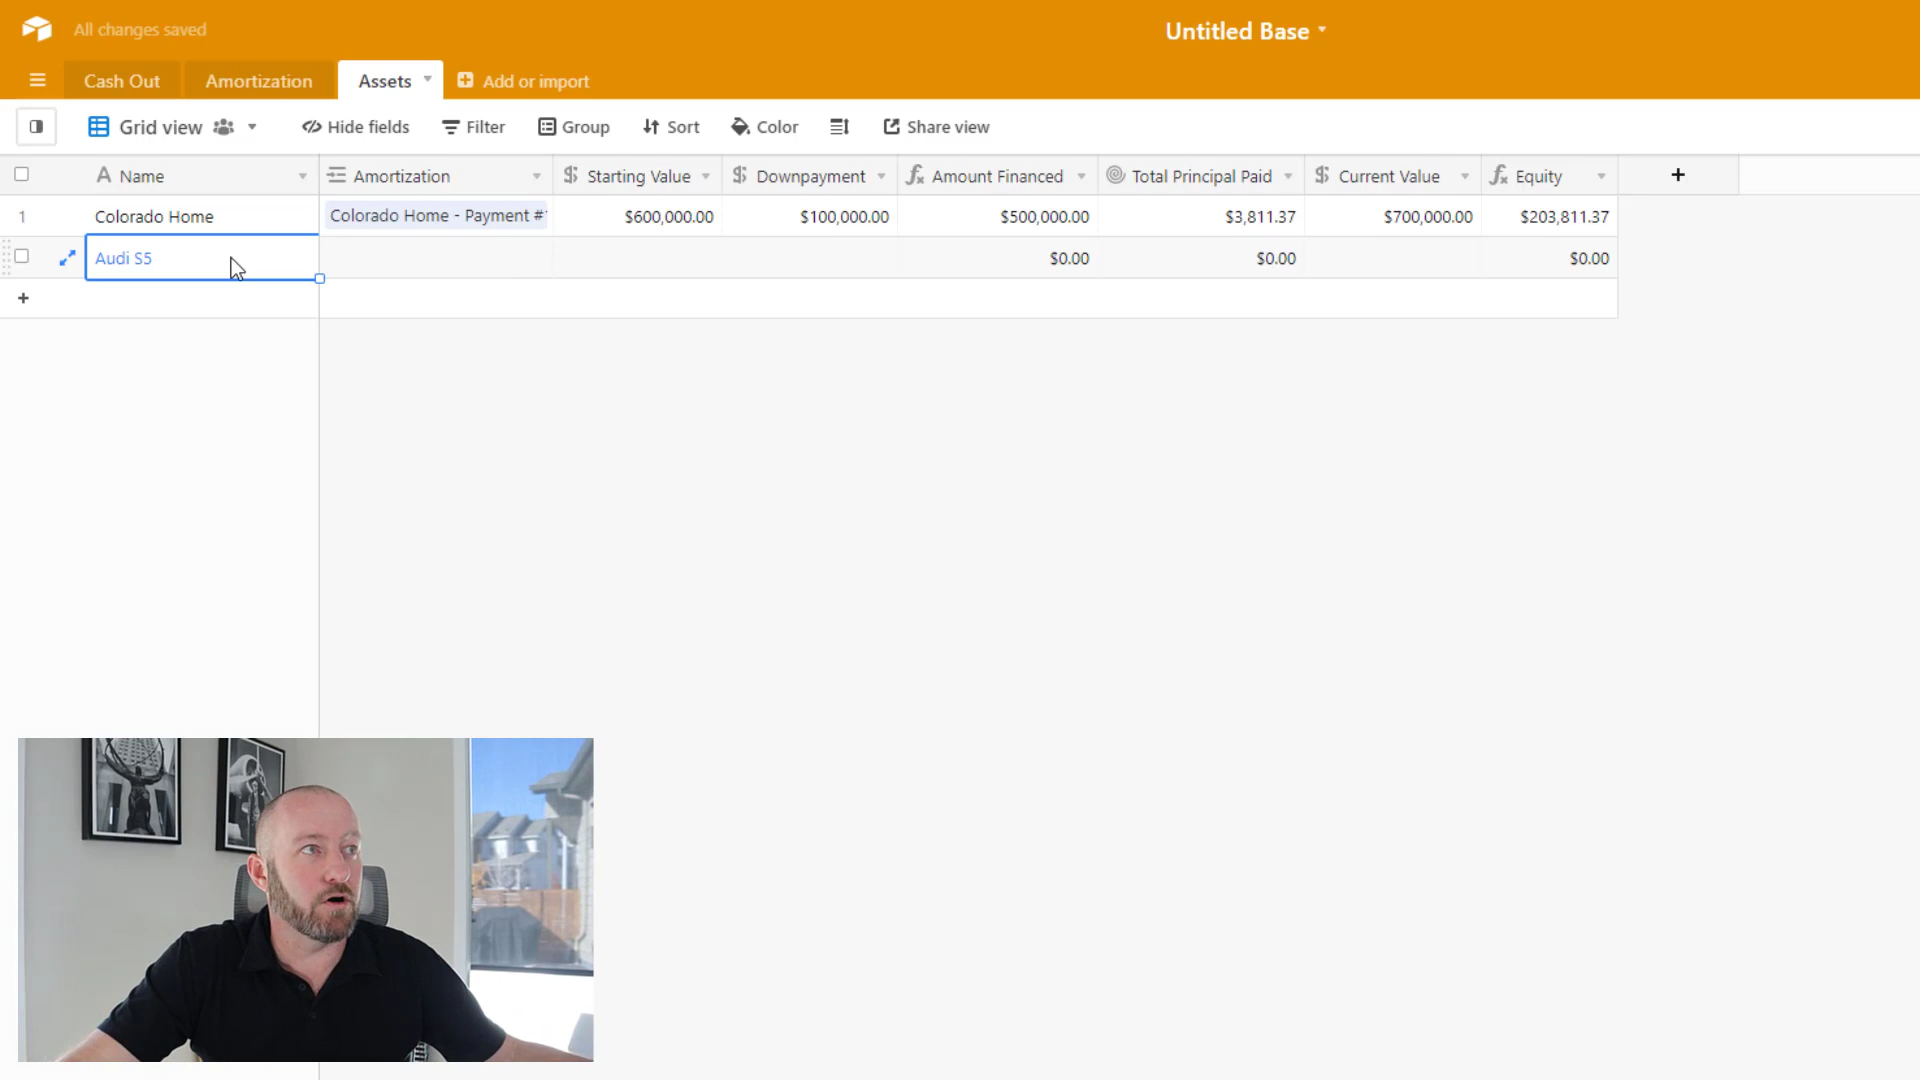 All changes saved
Untitled Base
Cash Out
Amortization
Assets
Add or import
Grid view
Hide fields
Filter
Group
Sort
Color
Share view
Name
Amortization
Starting Value
Downpayment
Amount Financed
Total Principal Paid
Current Value
Equity
1
Colorado Home
Colorado Home - Payment #
$600,000.00
$100,000.00
$500,000.00
$3,811.37
$700,000.00
$203,811.37
Audi S5
$0.00
$0.00
$0.00